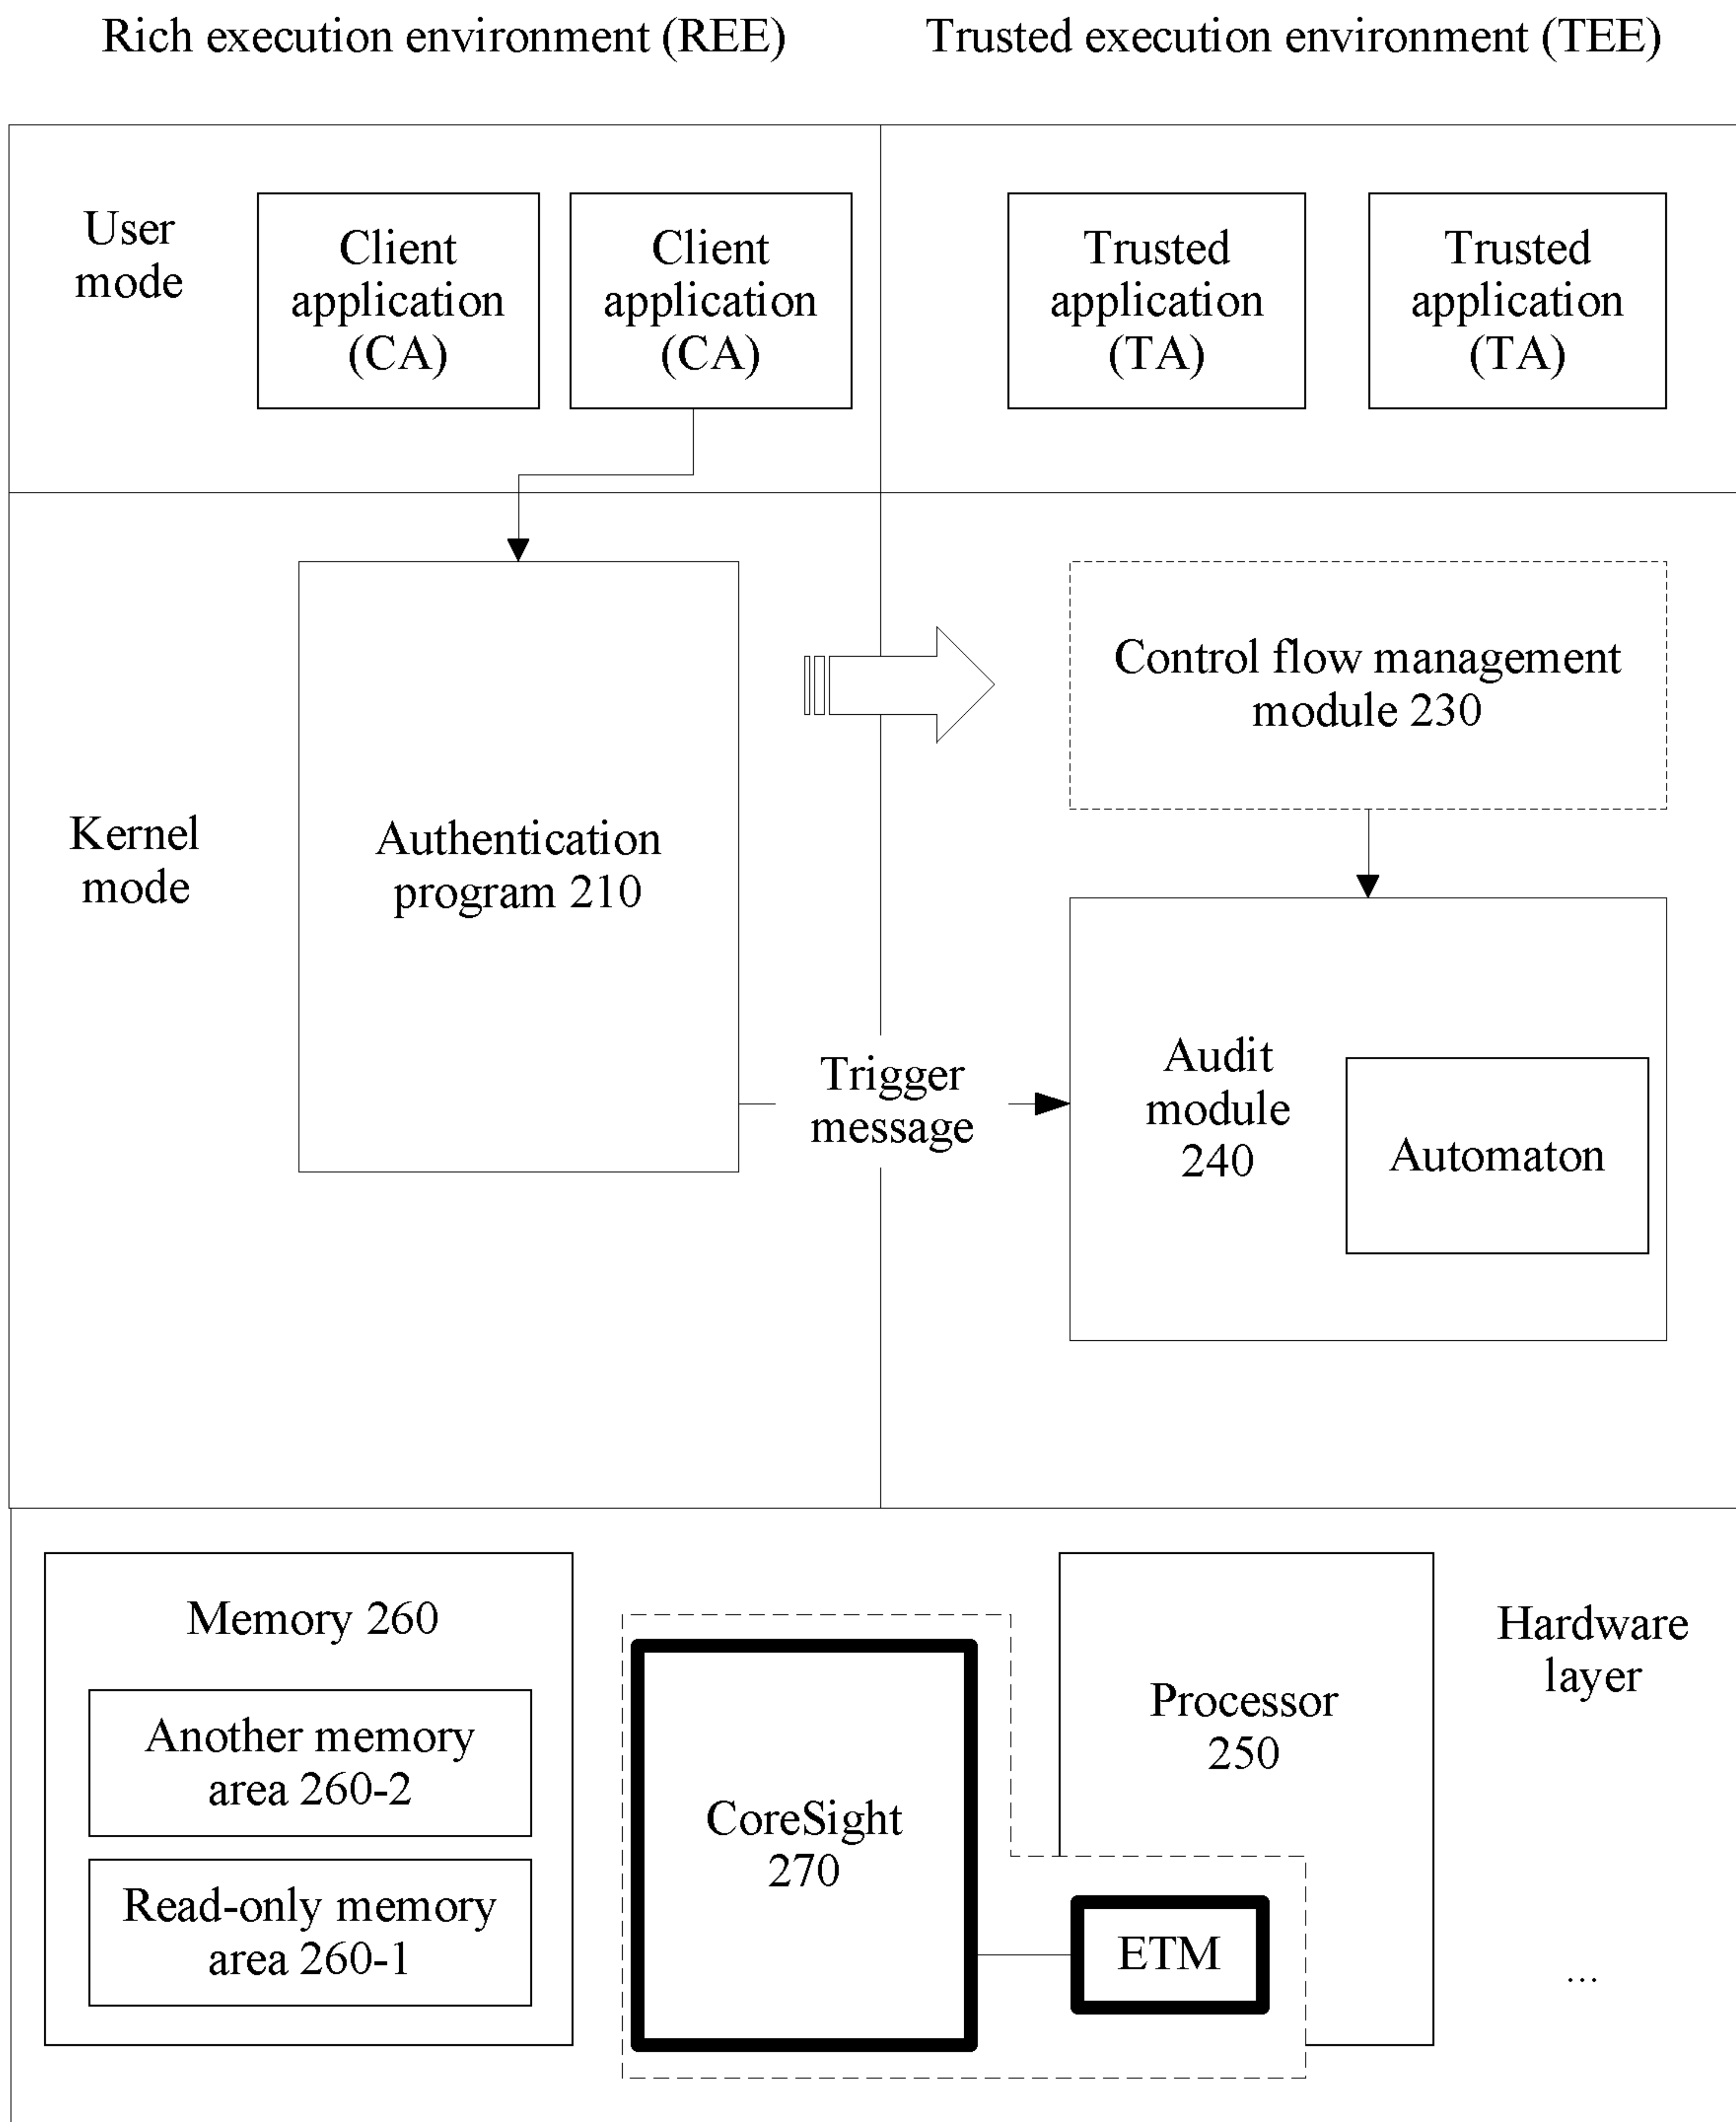 Rich execution environment (REE)
Trusted execution environment (TEE)
User
mode
Client
application
(CA)
Client
application
(CA)
Trusted
application
(TA)
Trusted
application
(TA)
Kernel
mode
Authentication
program 210
Control flow management
module 230
Trigger
message
Audit
module
240
Automaton
Memory 260
Another memory
area 260-2
Read-only memory
area 260-1
CoreSight
270
Processor
250
ETM
Hardware
layer
...